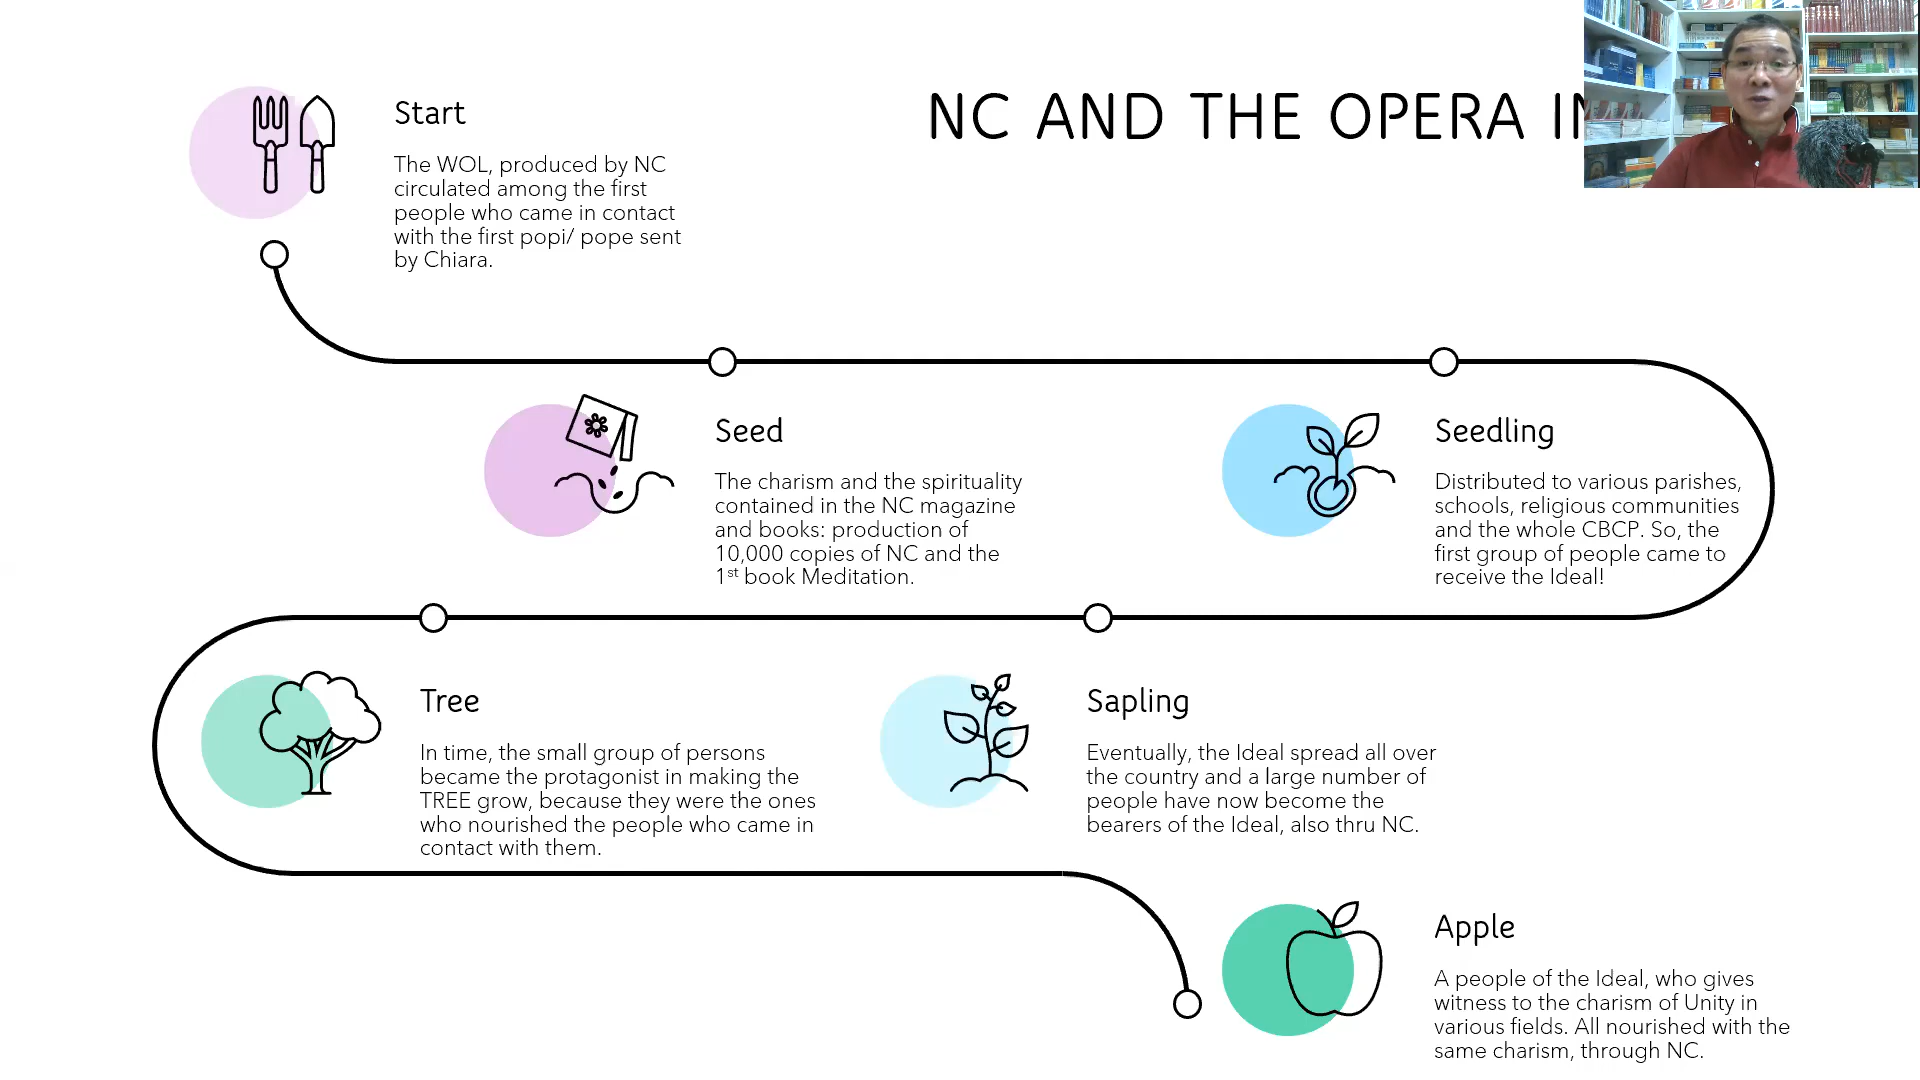 NC AND THE OPERA IN
Start
The WOL, produced by NC
circulated among the first
people who came in contact
with the first popi/ pope sent
by Chiara.
Seed
The charism and the spirituality
contained in the NC magazine
and books: production of
10,000 copies of NC and the
1st book Meditation.
Seedling
Distributed to various parishes,
schools, religious communities
and the whole CBCP. So, the
first group of people came to
receive the Ideal!
Tree
In time, the small group of persons
became the protagonist in making the
TREE grow, because they were the ones
who nourished the people who came in
contact with them.
Sapling
Eventually, the Ideal spread all over
the country and a large number of
people have now become the
bearers of the Ideal, also thru NC.
Apple
A people of the Ideal, who gives
witness to the charism of Unity in
various fields. All nourished with the
same charism, through NC.